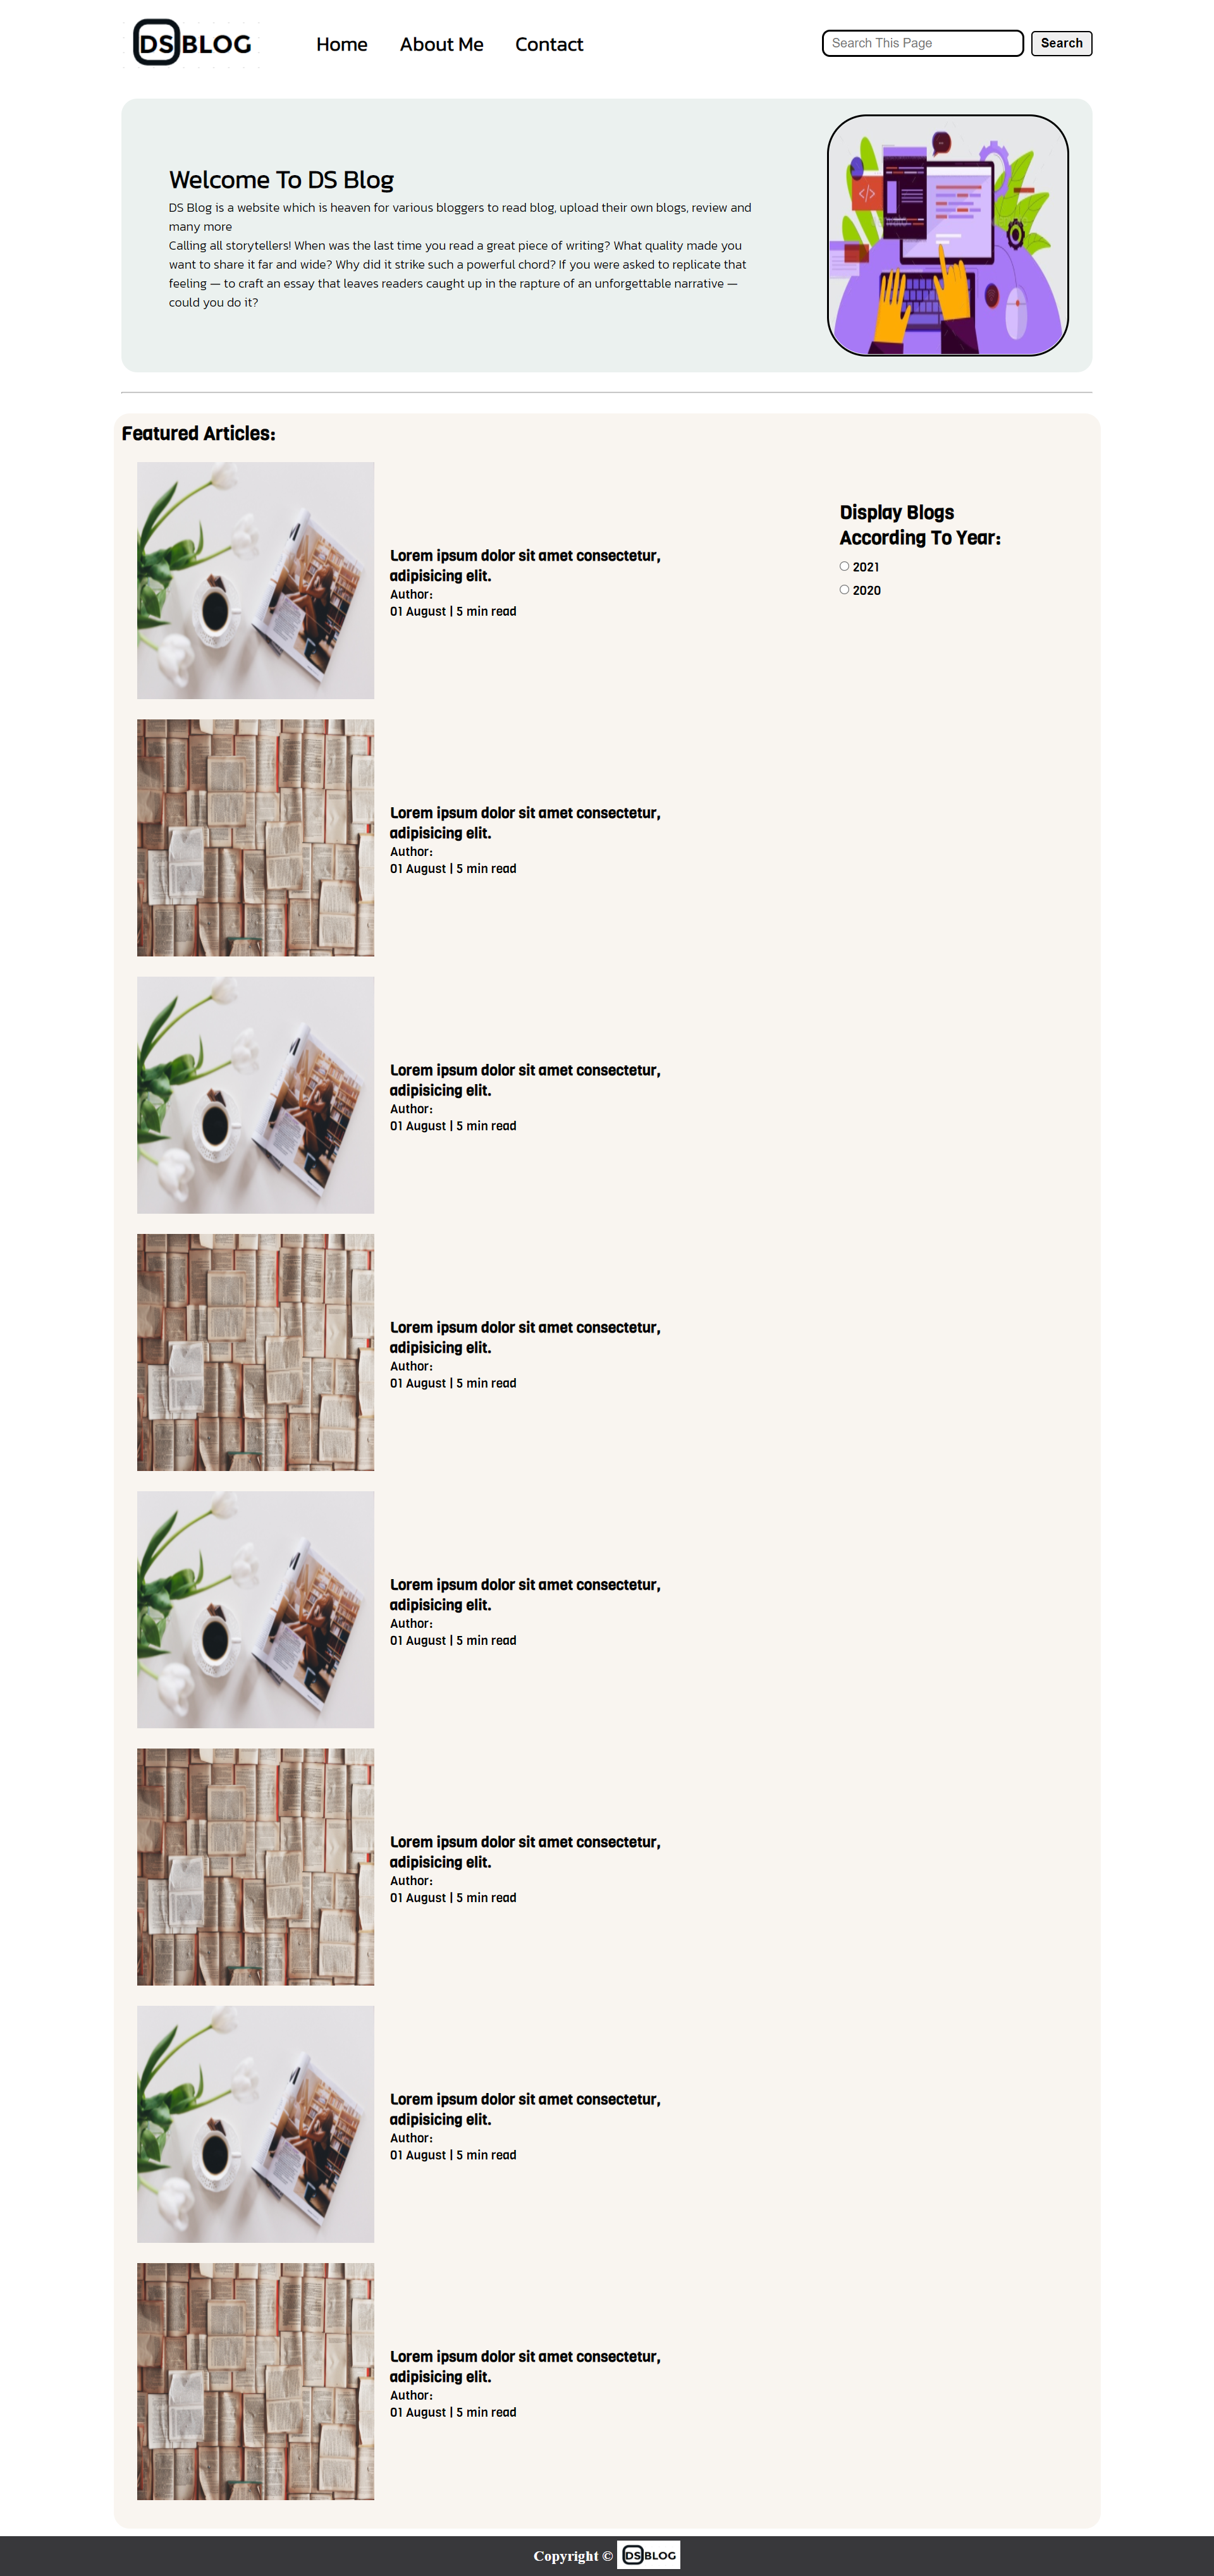 DS BLOG
Home
About Me
Contact
Search This Page
Search
Welcome To DS Blog
DS Blog is a website which is heaven for various bloggers to read blog, upload their own blogs, review and
many more
Calling all storytellers! When was the last time you read a great piece of writing? What quality made you
want to share it far and wide? Why did it strike such a powerful chord? If you were asked to replicate that
feeling — to craft an essay that leaves readers caught up in the rapture of an unforgettable narrative —
could you do it?
</>
Featured Articles:
Lorem ipsum dolor sit amet consectetur,
adipisicing elit.
Author:
01 August | 5 min read
Display Blogs
According To Year:
2021
2020
Lorem ipsum dolor sit amet consectetur,
adipisicing elit.
Author:
01 August | 5 min read
Lorem ipsum dolor sit amet consectetur,
adipisicing elit.
Author:
01 August | 5 min read
Lorem ipsum dolor sit amet consectetur,
adipisicing elit.
Author:
01 August | 5 min read
Lorem ipsum dolor sit amet consectetur,
adipisicing elit.
Author:
01 August | 5 min read
Lorem ipsum dolor sit amet consectetur,
adipisicing elit.
Author:
01 August | 5 min read
Lorem ipsum dolor sit amet consectetur,
adipisicing elit.
Author:
01 August | 5 min read
Lorem ipsum dolor sit amet consectetur,
adipisicing elit.
Author:
01 August | 5 min read
Copyright © DS BLOG